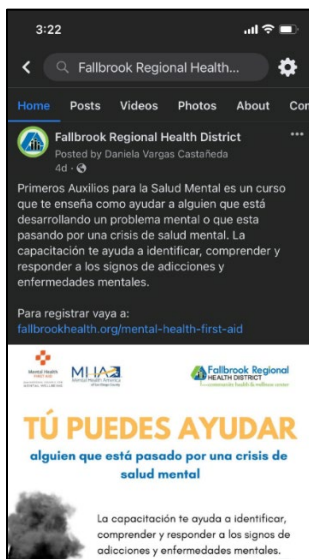 3:22
Fallbrook Regional Health...
Home Posts Videos Photos About Con
Fallbrook Regional Health District
Posted by Daniela Vargas Castañeda
4d
Primeros Auxilios para la Salud Mental es un curso
que te enseña como ayudar a alguien que está
desarrollando un problema mental o que esta
pasando por una crisis de salud mental. La
capacitación te ayuda a identificar, comprender y
responder a los signos de adicciones y
enfermedades mentales.
Para registrar vaya a:
fallbrookhealth.org/mental-health-first-aid
Mental Health
FIRST AID
MHA
Mental Health America
Fallbrook Regional
HEALTH DISTRICT
community health & wellness center
TÚ PUEDES AYUDAR
alguien que está pasado por una crisis de
salud mental
La capacitación te ayuda a identificar,
comprender y responder a los signos de
adicciones y enfermedades mentales.